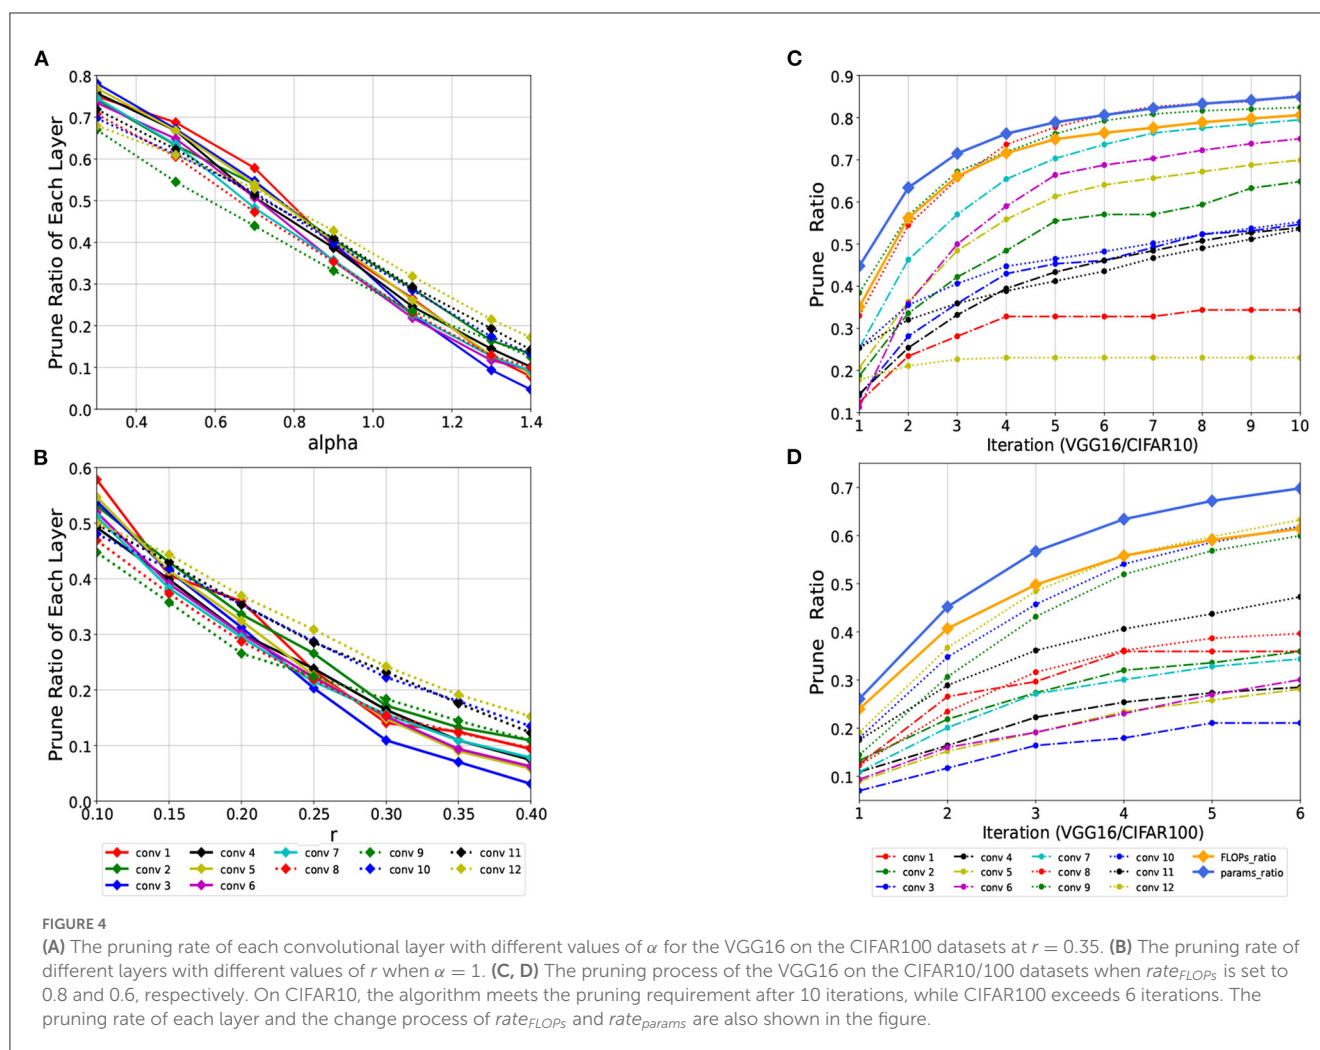 A
Prune Ratio of Each Layer
0.8
0.7
0.6
0.5
0.4
0.3
0.2
0.1
0.0
0.4 0.6 0.8 1.0 1.2 1.4
alpha
B
Prune Ratio of Each Layer
0.6
0.5
0.4
0.3
0.2
0.1
0.0
0.10 0.15 0.20 0.25 0.30 0.35 0.40
r
conv 1 conv 4 conv 7 conv 9 conv 11
conv 2 conv 5 conv 8 conv 10 conv 12
conv 3 conv 6
C
Prune Ratio
0.9
0.8
0.7
0.6
0.5
0.4
0.3
0.2
0.1
1 2 3 4 5 6 7 8 9 10
Iteration (VGG16/CIFAR10)
D
Prune Ratio
0.7
0.6
0.5
0.4
0.3
0.2
0.1
1 2 3 4 5 6
Iteration (VGG16/CIFAR100)
conv 1 conv 4 conv 7 conv 10 FLOPs_ratio
conv 2 conv 5 conv 8 conv 11 params_ratio
conv 3 conv 6 conv 9 conv 12
FIGURE 4
(A) The pruning rate of each convolutional layer with different values of α for the VGG16 on the CIFAR100 datasets at r = 0.35. (B) The pruning rate of
different layers with different values of r when α = 1. (C, D) The pruning process of the VGG16 on the CIFAR10/100 datasets when rate_FLOPs is set to
0.8 and 0.6, respectively. On CIFAR10, the algorithm meets the pruning requirement after 10 iterations, while CIFAR100 exceeds 6 iterations. The
pruning rate of each layer and the change process of rate_FLOPs and rate_params are also shown in the figure.